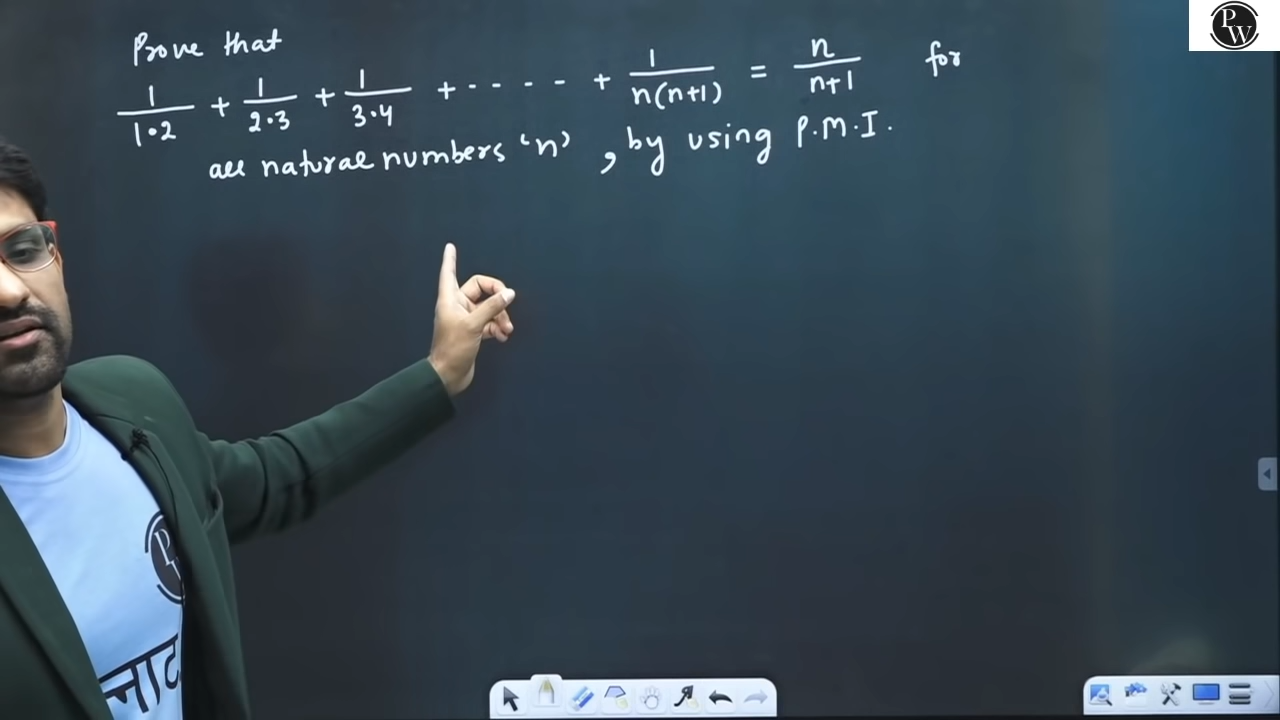 PW
Prove that
1/1·2 + 1/2·3 + 1/3·4 + - - - - + 1/n(n+1) = n/n+1 for
all natural numbers 'n', by using P.M.I.
P
लाट